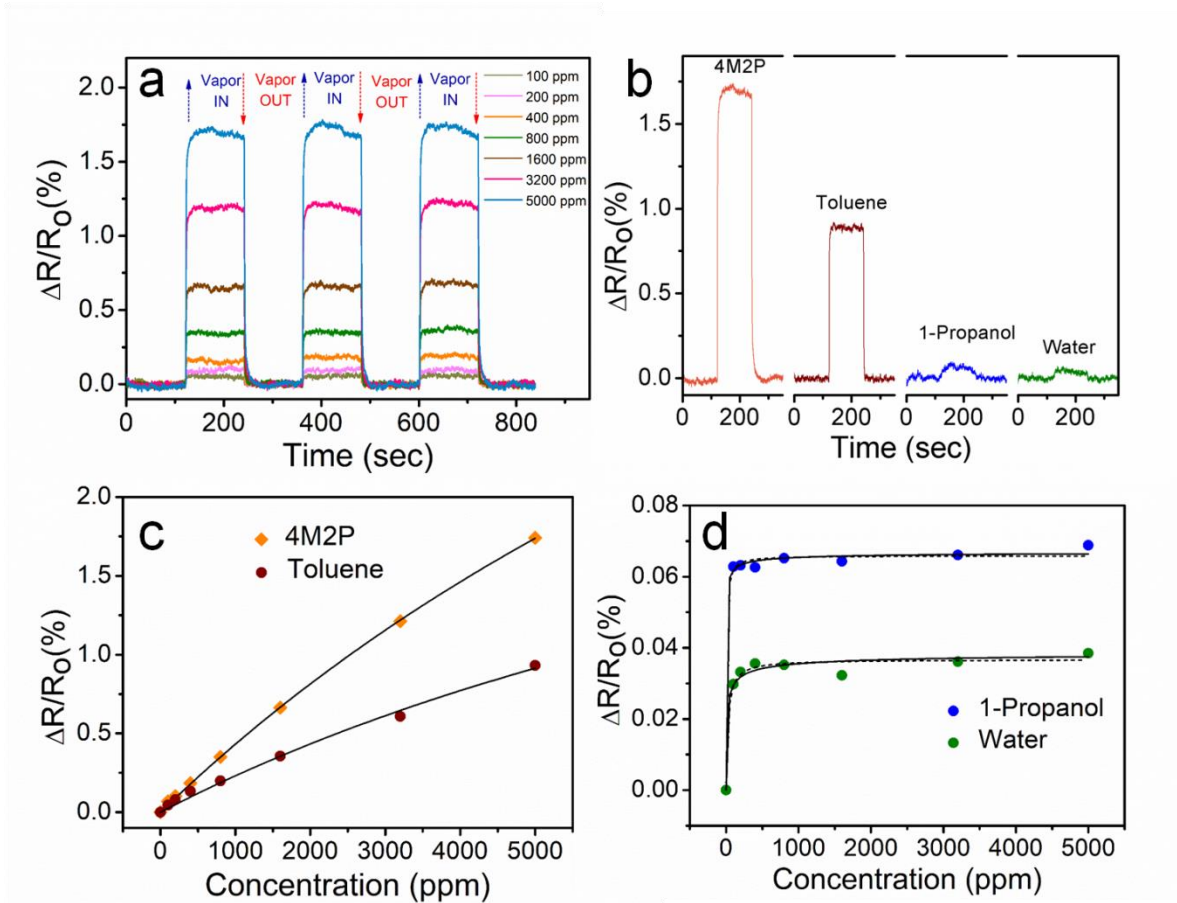 a
Vapor IN
Vapor OUT
Vapor IN
Vapor OUT
Vapor IN
100 ppm
200 ppm
400 ppm
800 ppm
1600 ppm
3200 ppm
5000 ppm
2.0
1.5
1.0
0.5
0.0
ΔR/R₀(%)
0 200 400 600 800
Time (sec)
b
4M2P
Toluene
1-Propanol
Water
1.5
1.0
0.5
0.0
ΔR/R₀(%)
0 200 0 200 0 200 0 200
Time (sec)
c
4M2P
Toluene
2.0
1.5
1.0
0.5
0.0
ΔR/R₀(%)
0 1000 2000 3000 4000 5000
Concentration (ppm)
d
0.08
0.06
0.04
0.02
0.00
ΔR/R₀(%)
1-Propanol
Water
0 1000 2000 3000 4000 5000
Concentration (ppm)